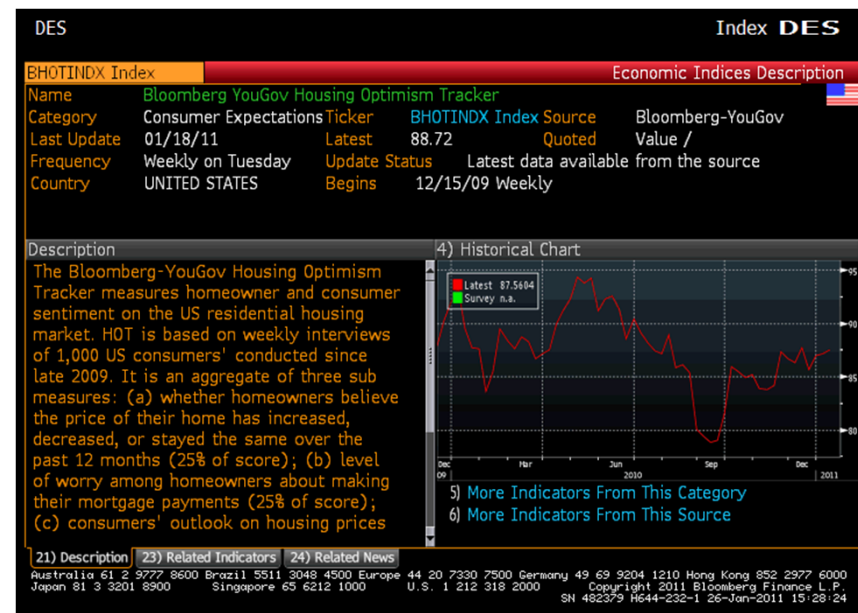 DES Index DES
BHOTINDX Index Economic Indices Description
Name Bloomberg YouGov Housing Optimism Tracker
Category Consumer Expectations Ticker BHOTINDX Index Source Bloomberg-YouGov
Last Update 01/18/11 Latest 88.72 Quoted Value /
Frequency Weekly on Tuesday Update Status Latest data available from the source
Country UNITED STATES Begins 12/15/09 Weekly
Description
The Bloomberg-YouGov Housing Optimism
Tracker measures homeowner and consumer
sentiment on the US residential housing
market. HOT is based on weekly interviews
of 1,000 US consumers' conducted since
late 2009. It is an aggregate of three sub
measures: (a) whether homeowners believe
the price of their home has increased,
decreased, or stayed the same over the
past 12 months (25% of score); (b) level
of worry among homeowners about making
their mortgage payments (25% of score);
(c) consumers' outlook on housing prices
4) Historical Chart
Latest 87.5604
Survey n.a.
95
90
85
80
Dec Mar Jun Sep Dec
09 2010 2011
5) More Indicators From This Category
6) More Indicators From This Source
21) Description 23) Related Indicators 24) Related News
Australia 61 2 9777 8600 Brazil 5511 3048 4500 Europe 44 20 7330 7500 Germany 49 69 9204 1210 Hong Kong 852 2977 6000
Japan 81 3 3201 8900 Singapore 65 6212 1000 U.S. 1 212 318 2000 Copyright 2011 Bloomberg Finance L.P.
SN 482379 H644-232-1 26-Jan-2011 15:28:24